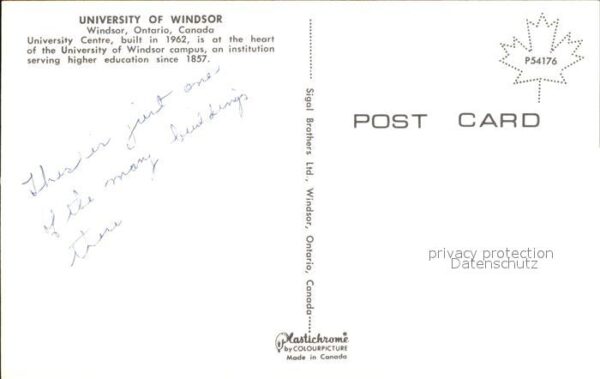 UNIVERSITY OF WINDSOR
Windsor, Ontario, Canada
University Centre, built in 1962, is at the heart
of the University of Windsor campus, an institution
serving higher education since 1857.
This is just one
of the many buildings
there
Sigal Brothers Ltd., Windsor, Ontario, Canada
P54176
POST CARD
privacy protection
Datenschutz
Plastichrome
by COLOURPICTURE
Made in Canada